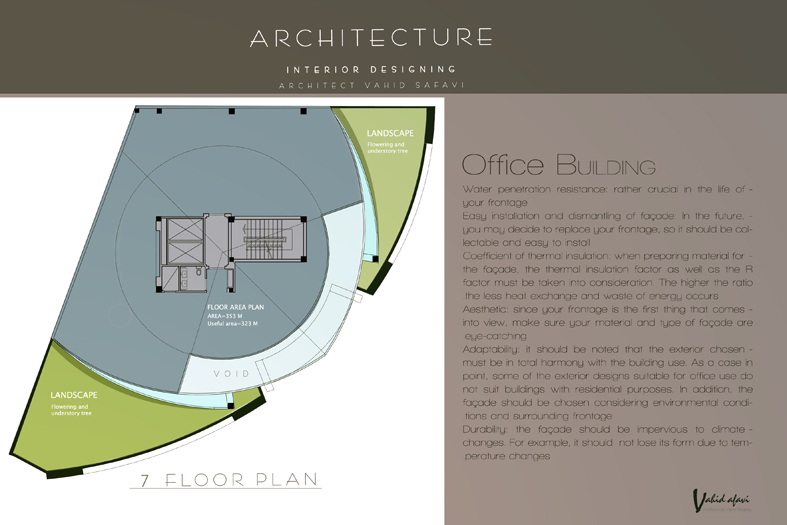 ARCHITECTURE
INTERIOR DESIGNING
ARCHITECT VAHID SAFAVI
LANDSCAPE
Flowering and
understory tree
FLOOR AREA PLAN
AREA=353 M
Useful area=323 M
VOID
LANDSCAPE
Flowering and
understory tree
7 FLOOR PLAN
Office BUILDING
Water penetration resistance: rather crucial in the life of -
your frontage
Easy installation and dismantling of façade: In the future, -
you may decide to replace your frontage, so it should be col-
lectable and easy to install
Coefficient of thermal insulation: when preparing material for -
the façade, the thermal insulation factor as well as the R
factor must be taken into consideration. The higher the ratio
the less heat exchange and waste of energy occurs
Aesthetic: since your frontage is the first thing that comes -
into view, make sure your material and type of façade are
eye-catching
Adaptability: it should be noted that the exterior chosen -
must be in total harmony with the building use. As a case in
point, some of the exterior designs suitable for office use do
not suit buildings with residential purposes. In addition, the
façade should be chosen considering environmental condi-
.tions and surrounding frontage
Durability: the façade should be impervious to climate -
changes. For example, it should not lose its form due to tem-
.perature changes
Vahid afavi